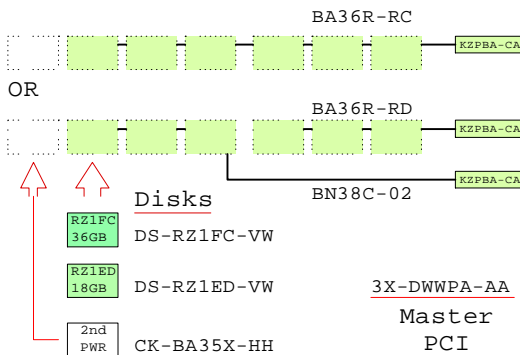 BA36R-RC
KZPBA-CA
OR
BA36R-RD
KZPBA-CA
KZPBA-CA
BN38C-02
Disks
RZ1FC
36GB
DS-RZ1FC-VW
RZ1ED
18GB
DS-RZ1ED-VW
3X-DWWPA-AA
Master
PCI
2nd
PWR
CK-BA35X-HH